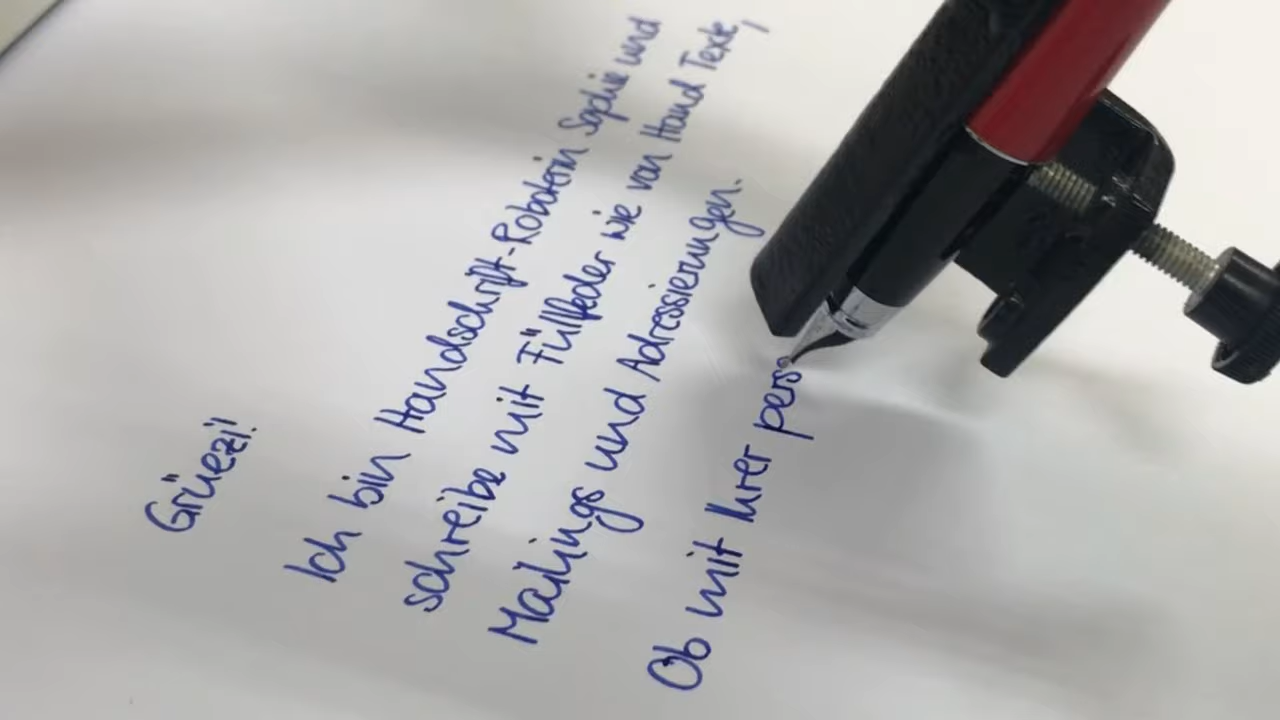 Grüezi!
Ich bin Handschrift-Roboterin Sophie und
schreibe mit Füllfeder wie von Hand Texte,
Mailings und Adressierungen.
Ob mit Ihrer pers